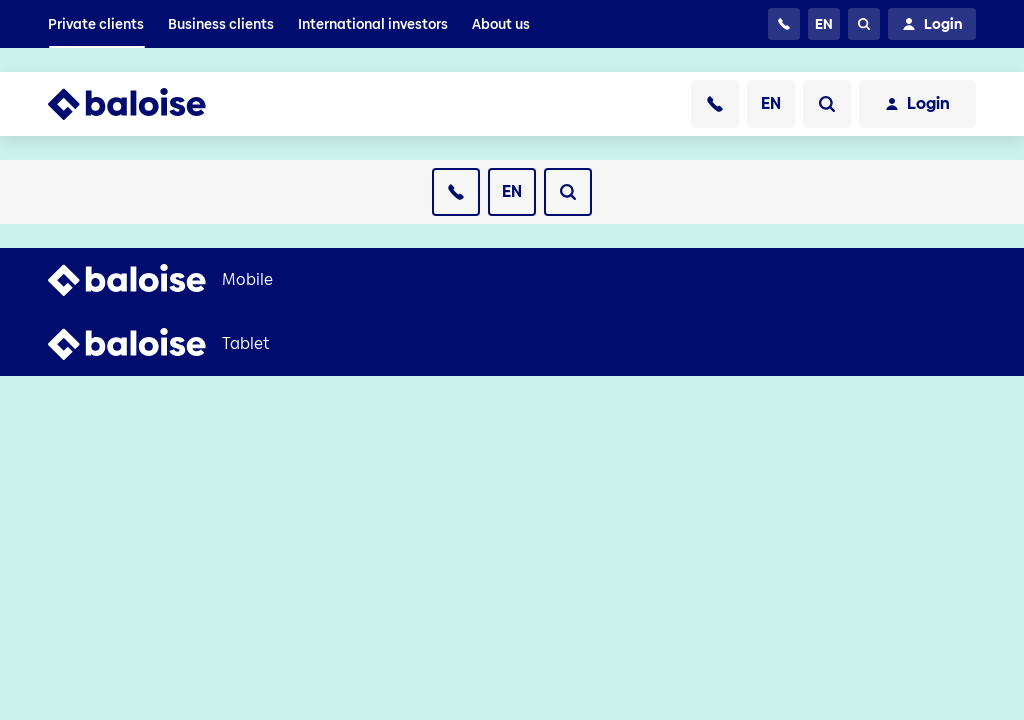 Private clients Business clients International investors About us EN Login
baloise EN Login
EN
baloise Mobile
baloise Tablet